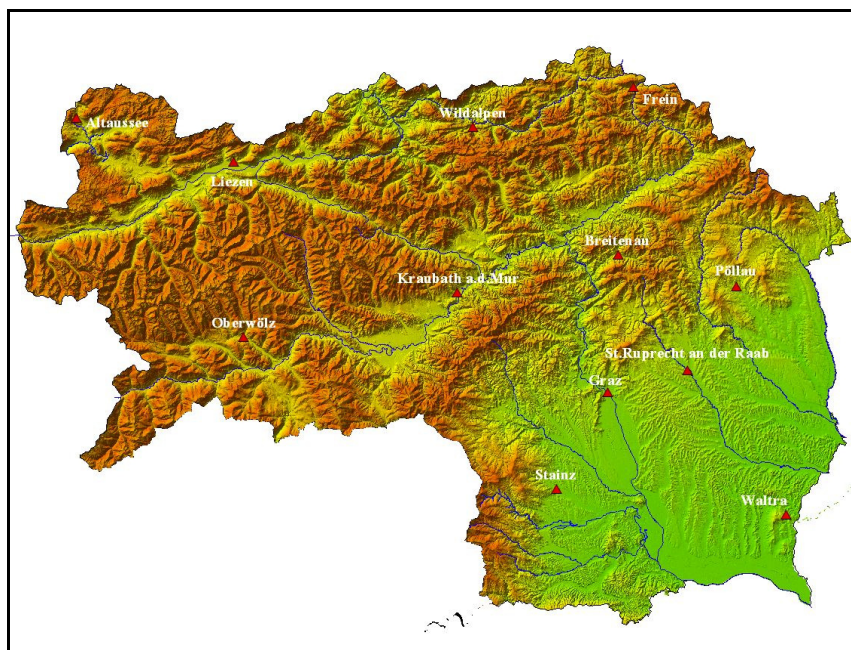 Frein
Wildalpen
Altaussee
Liezen
Breitenau
Kraubath a.d.Mur
Pöllau
Oberwölz
St.Ruprecht an der Raab
Graz
Stainz
Waltra